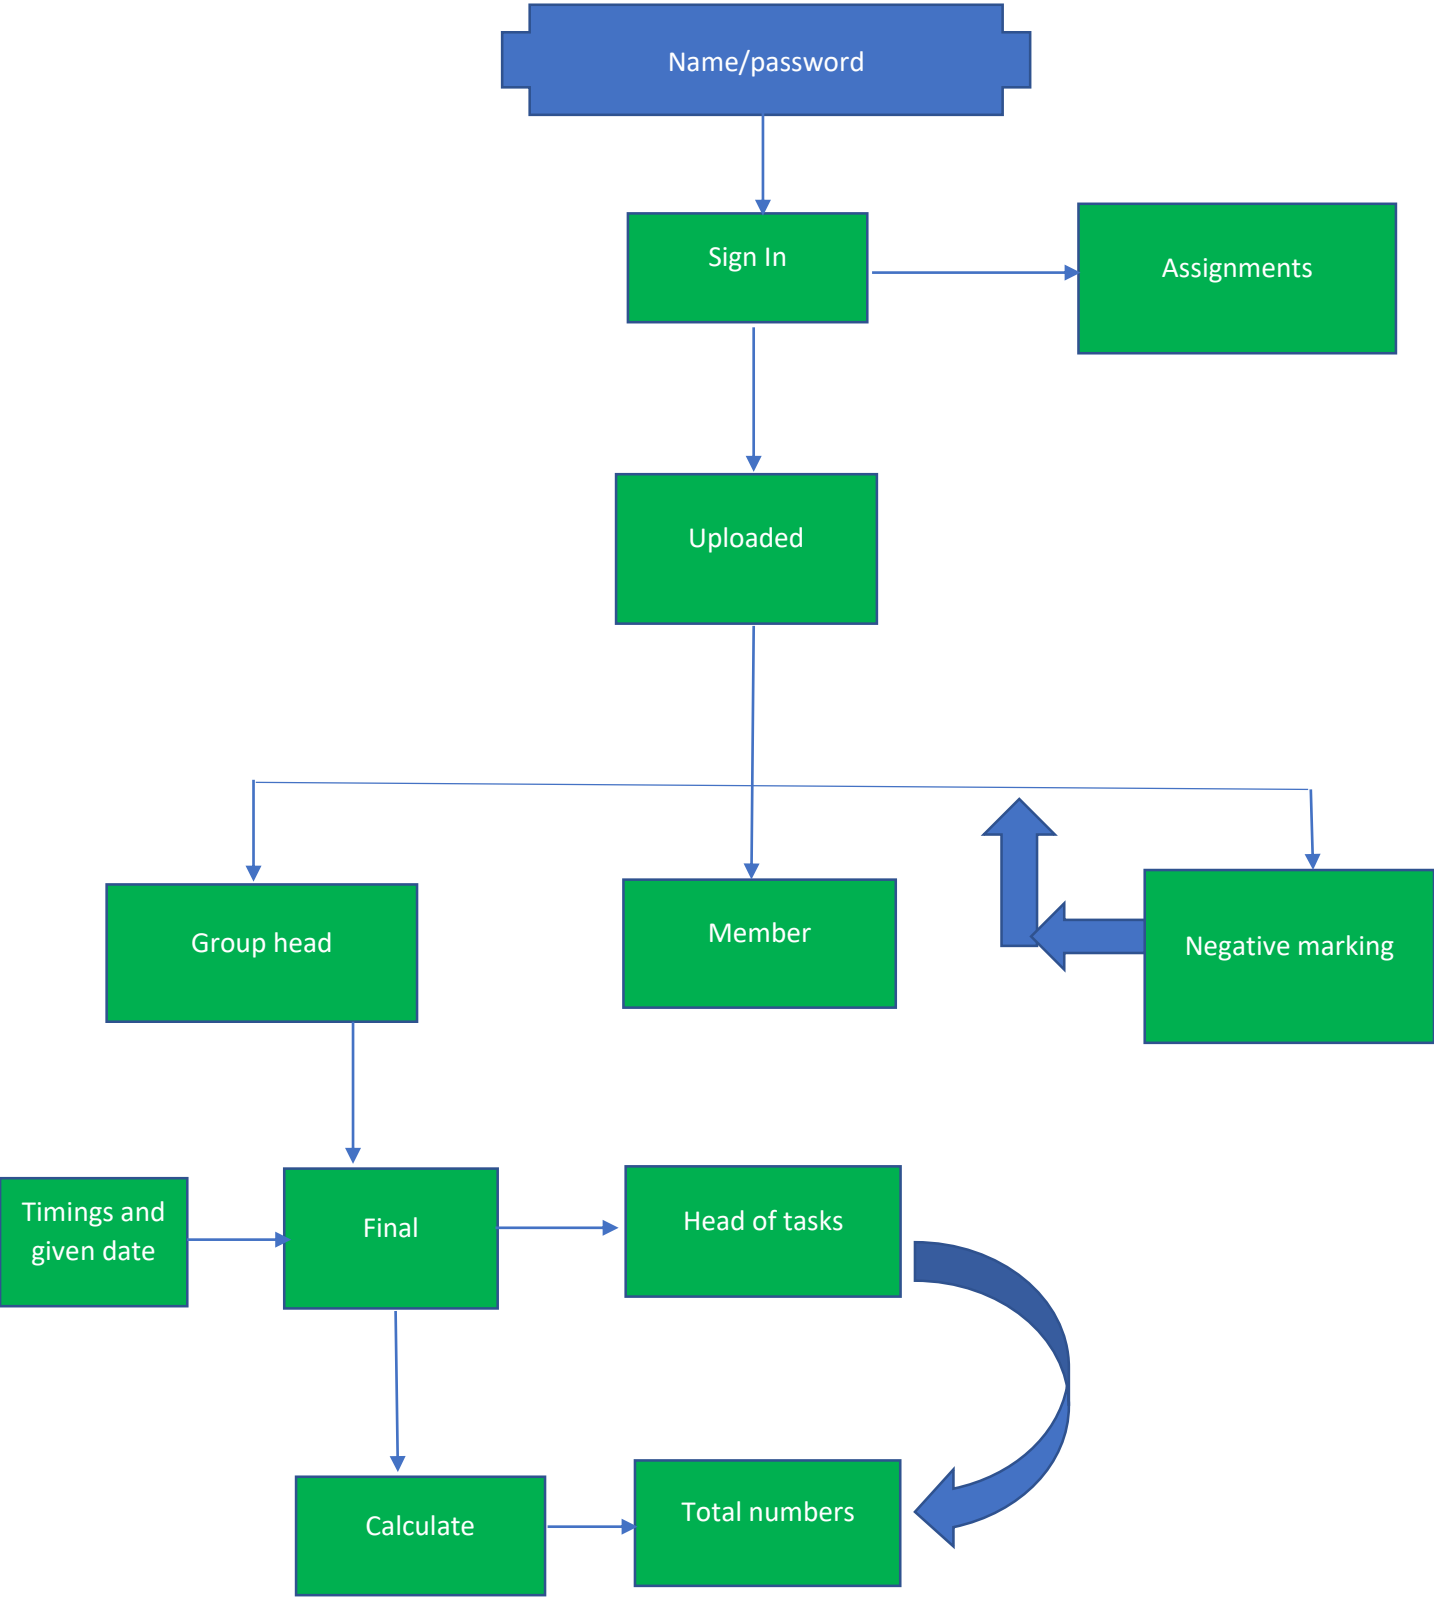 Name/password
Sign In
Assignments
Uploaded
Group head
Member
Negative marking
Timings and
given date
Final
Head of tasks
Calculate
Total numbers